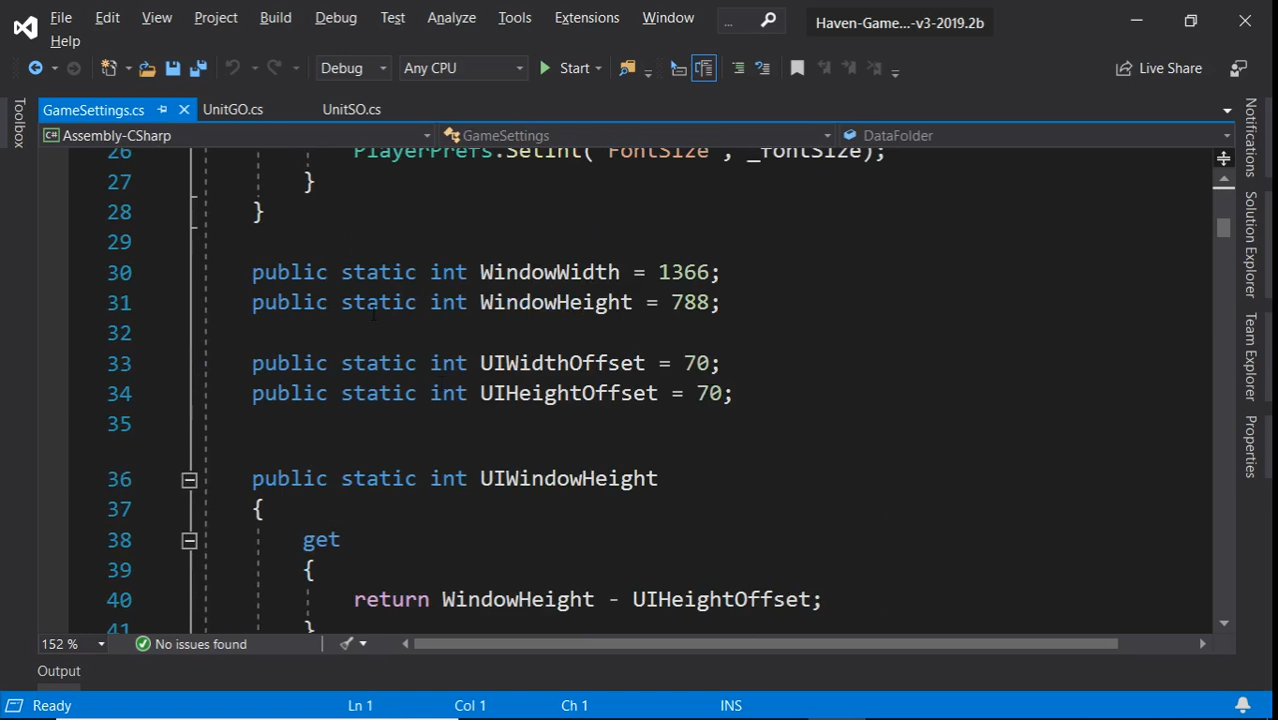 File Edit View Project Build Debug Test Analyze Tools Extensions Window ... Haven-Game...-v3-2019.2b
Help
Debug Any CPU Start Live Share
GameSettings.cs UnitGO.cs UnitSO.cs
Assembly-CSharp GameSettings DataFolder
Toolbox
26 PlayerPrefs.SetInt("FontSize", _fontSize);
27 }
28 }
29
30 public static int WindowWidth = 1366;
31 public static int WindowHeight = 788;
32
33 public static int UIWidthOffset = 70;
34 public static int UIHeightOffset = 70;
35
36 public static int UIWindowHeight
37 {
38 get
39 {
40 return WindowHeight - UIHeightOffset;
41 }
Notifications
Solution Explorer
Team Explorer
Properties
152 % No issues found
Output
Ready Ln 1 Col 1 Ch 1 INS